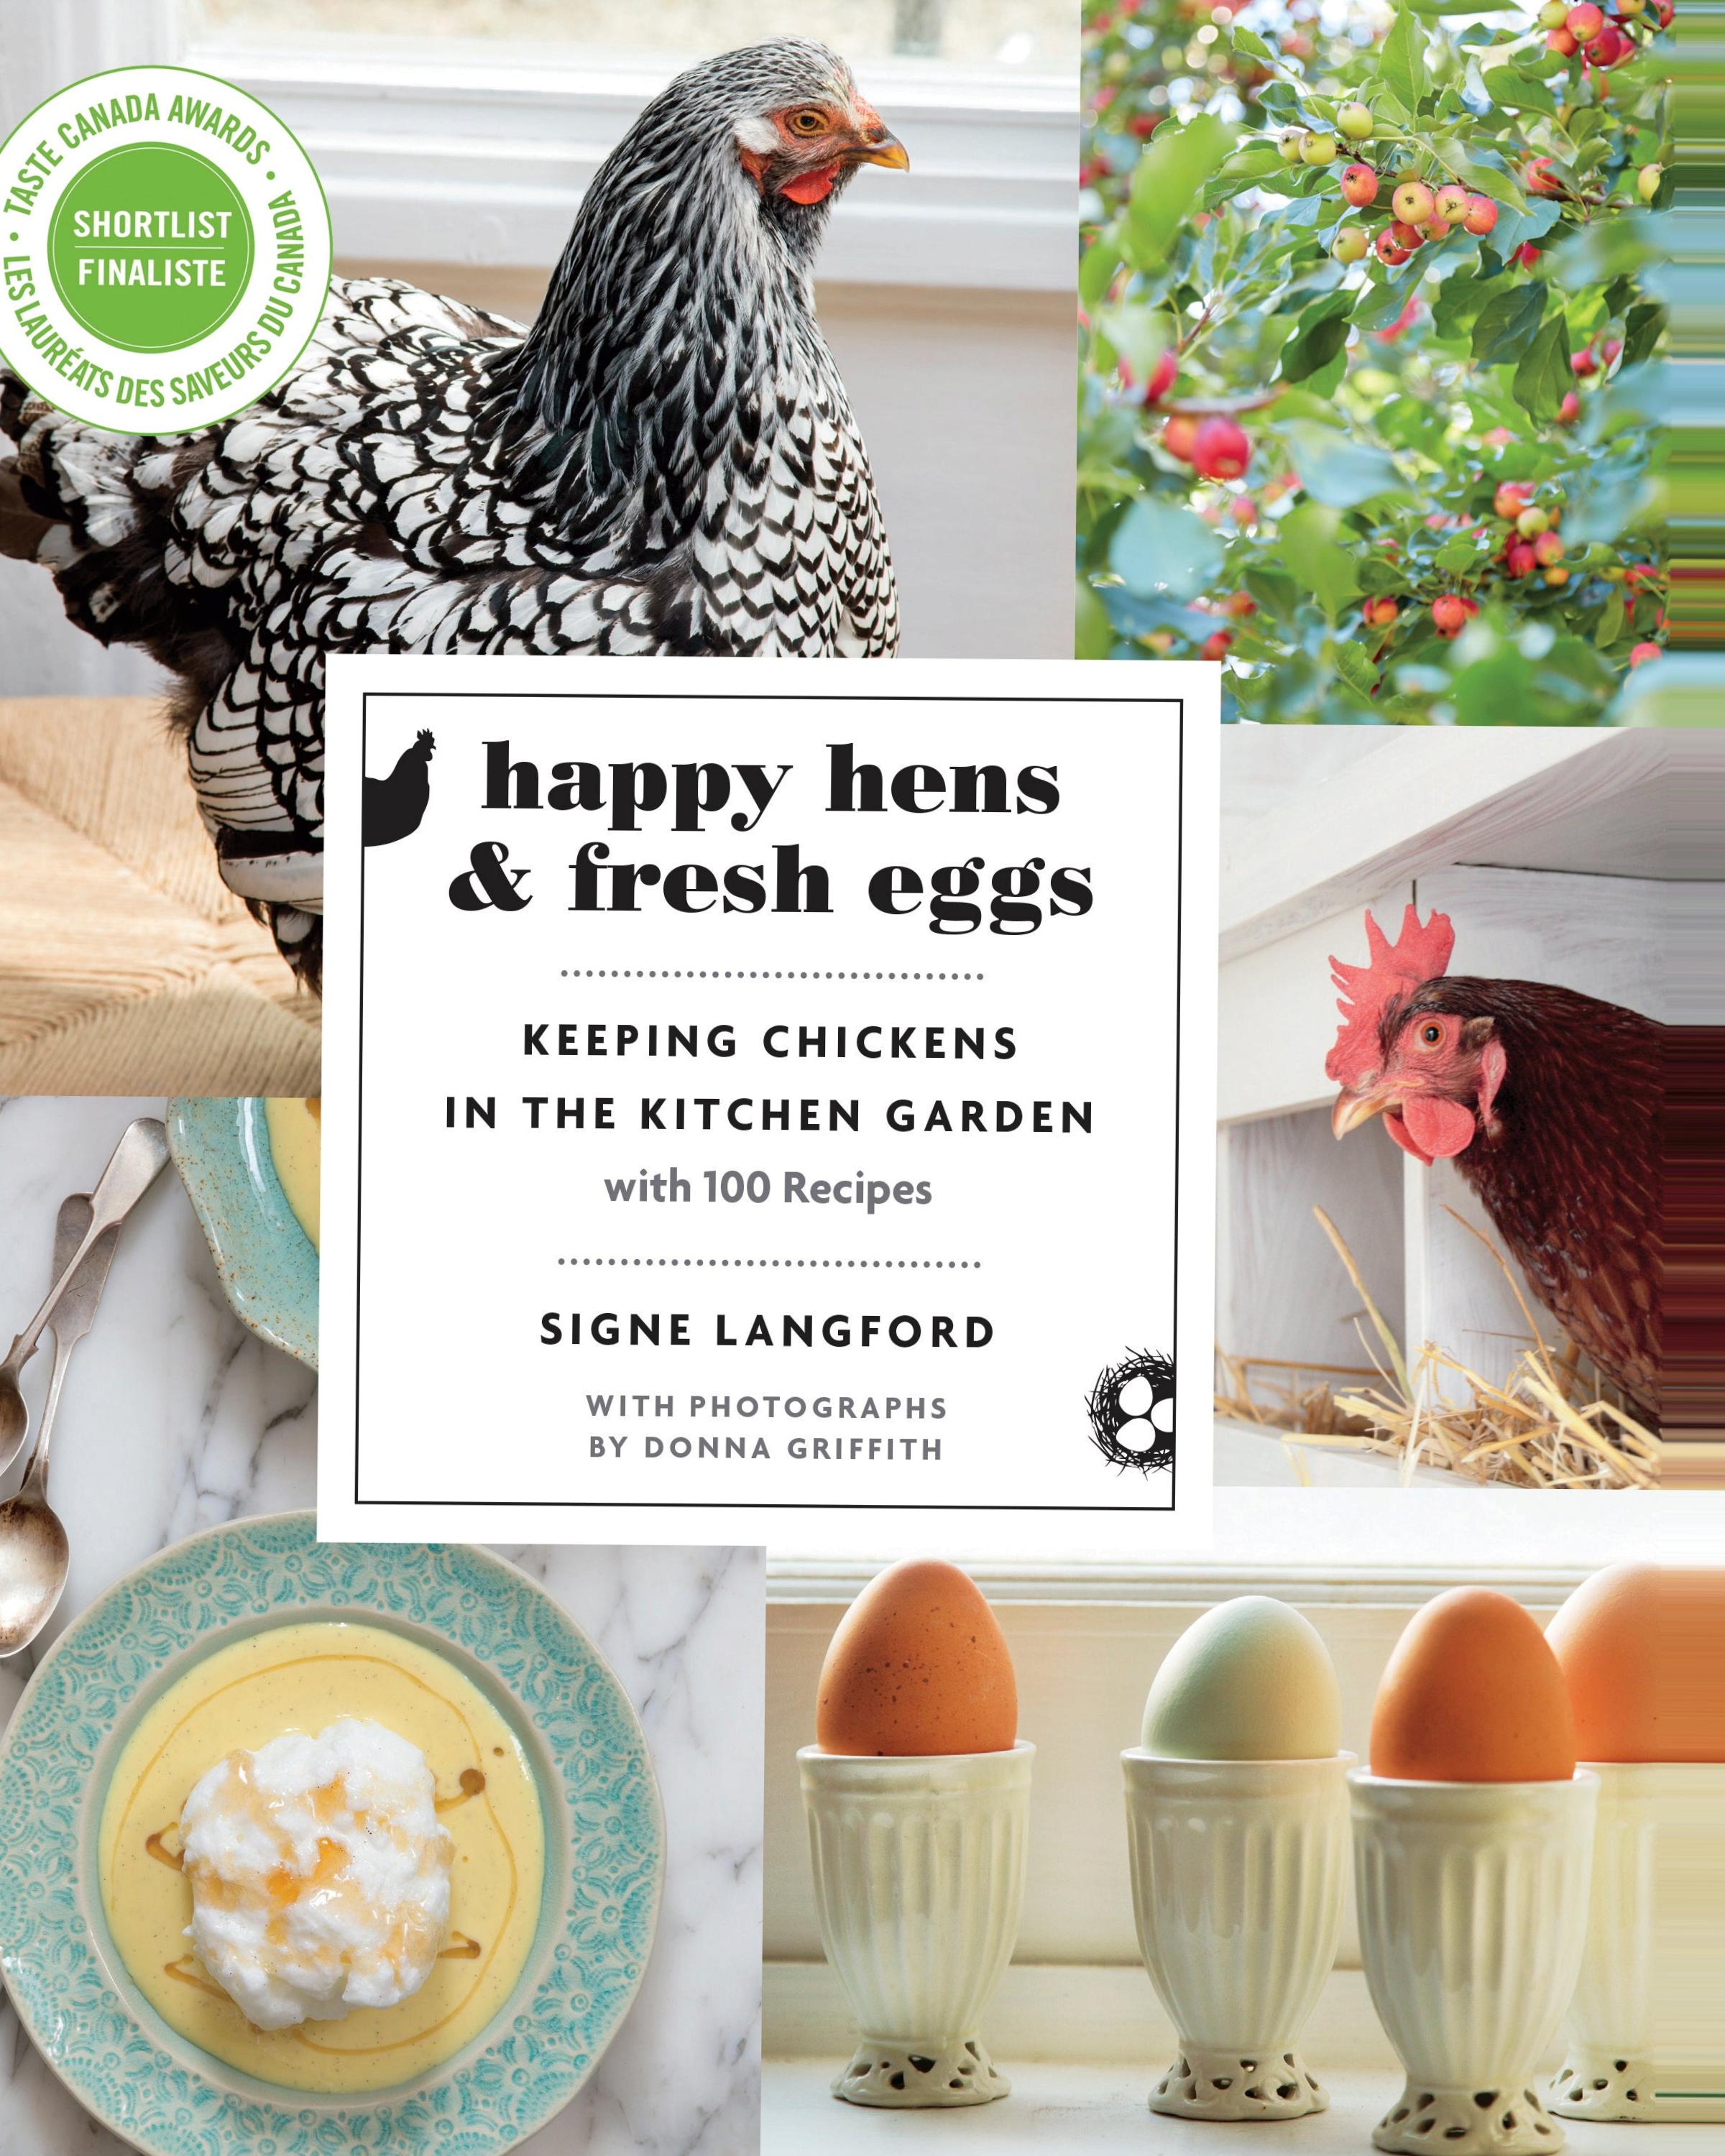 TASTE CANADA AWARDS
SHORTLIST
FINALISTE
LES LAURÉATS DES SAVEURS DU CANADA
happy hens
& fresh eggs
KEEPING CHICKENS
IN THE KITCHEN GARDEN
with 100 Recipes
SIGNE LANGFORD
WITH PHOTOGRAPHS
BY DONNA GRIFFITH